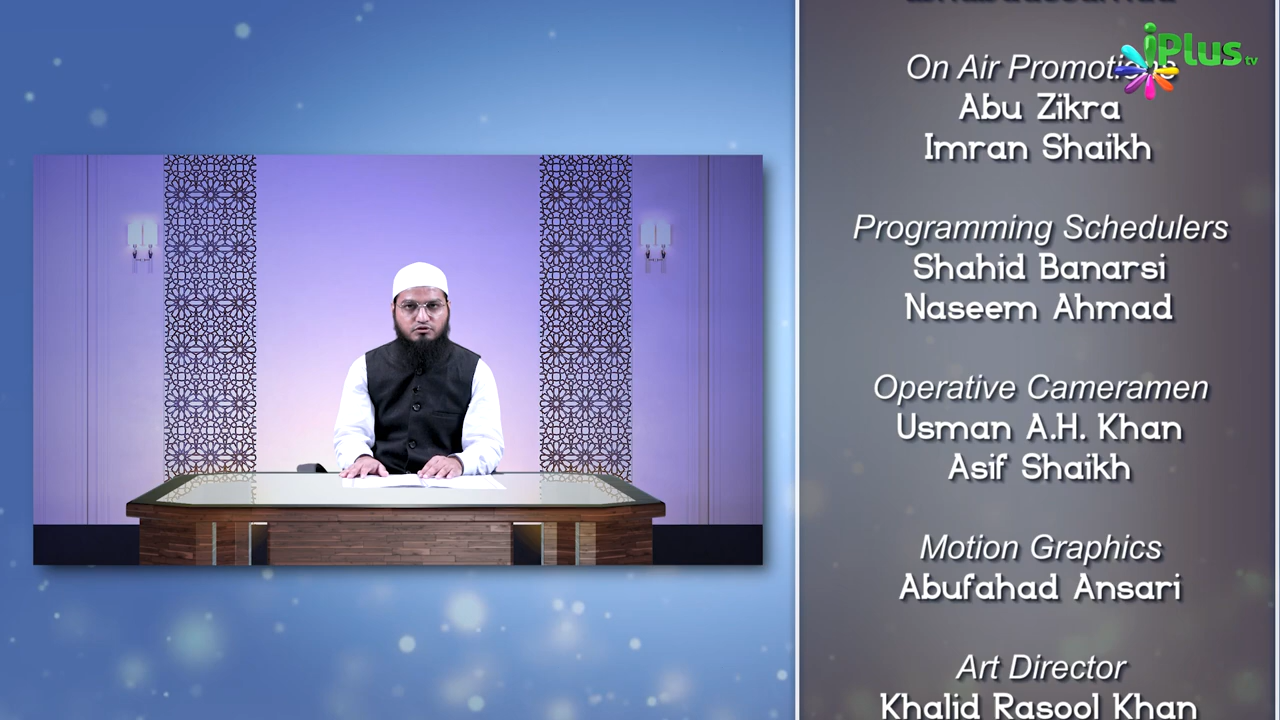 On Air Promotions
Abu Zikra
Imran Shaikh
Programming Schedulers
Shahid Banarsi
Naseem Ahmad
Operative Cameramen
Usman A.H. Khan
Asif Shaikh
Motion Graphics
Abufahad Ansari
Art Director
Khalid Rasool Khan
iPlus tv